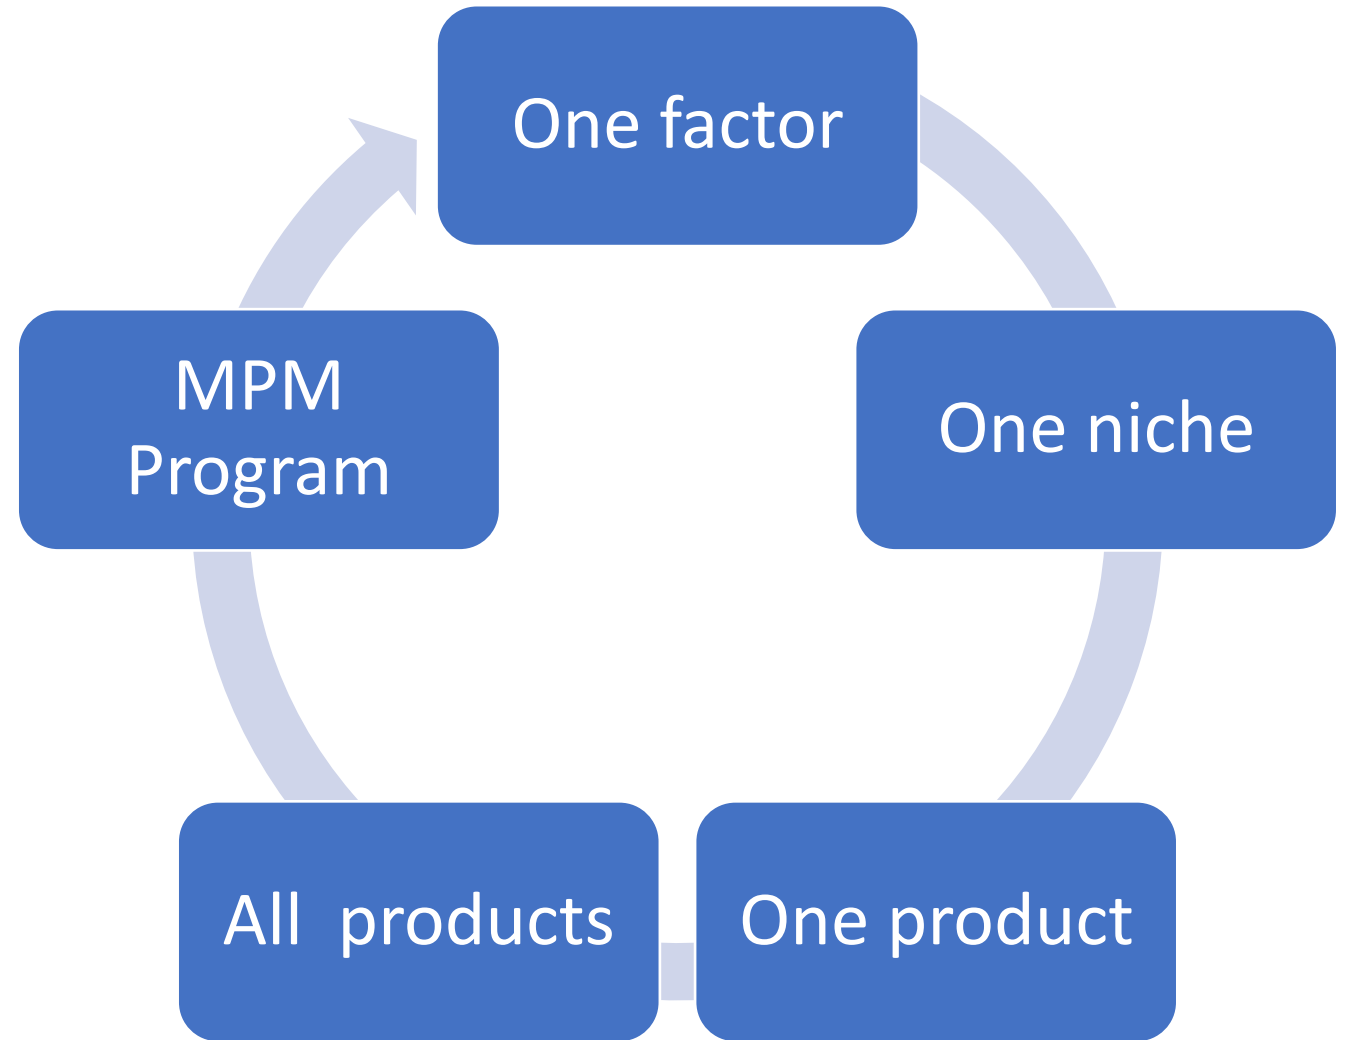 One factor
One niche
One product
All  products
MPM
Program